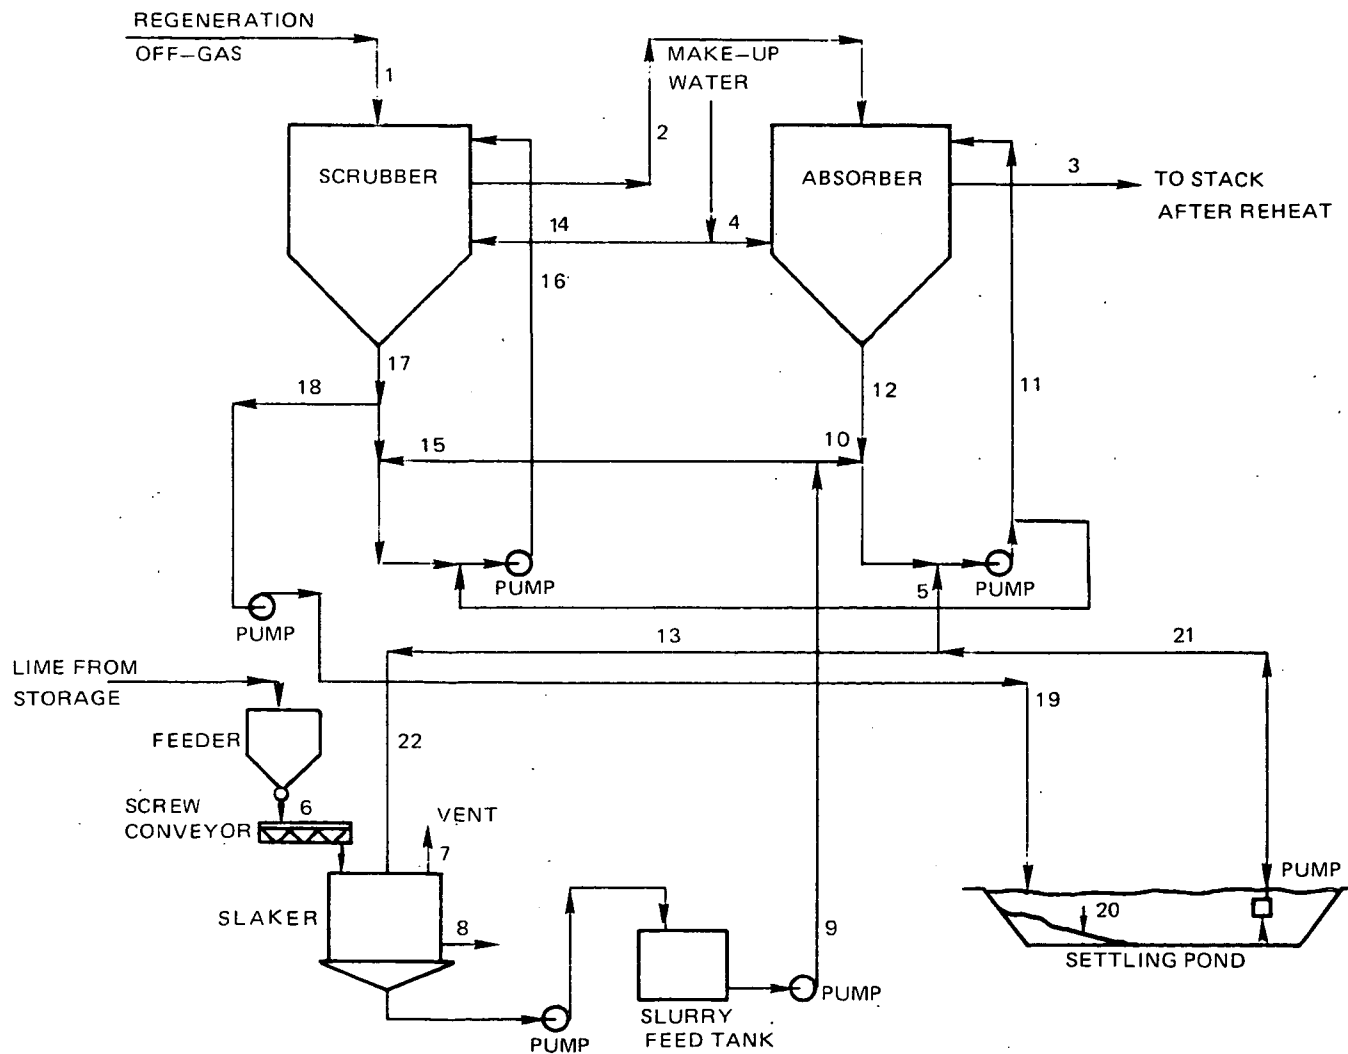 REGENERATION
OFF–GAS
1
MAKE–UP
WATER
2
SCRUBBER
ABSORBER
3
TO STACK
AFTER REHEAT
14
4
16
17
18
12
11
15
10
PUMP
5
PUMP
PUMP
13
21
LIME FROM
STORAGE
19
FEEDER
22
SCREW
CONVEYOR
6
VENT
7
PUMP
SLAKER
8
9
20
SETTLING POND
PUMP
SLURRY
FEED TANK
PUMP